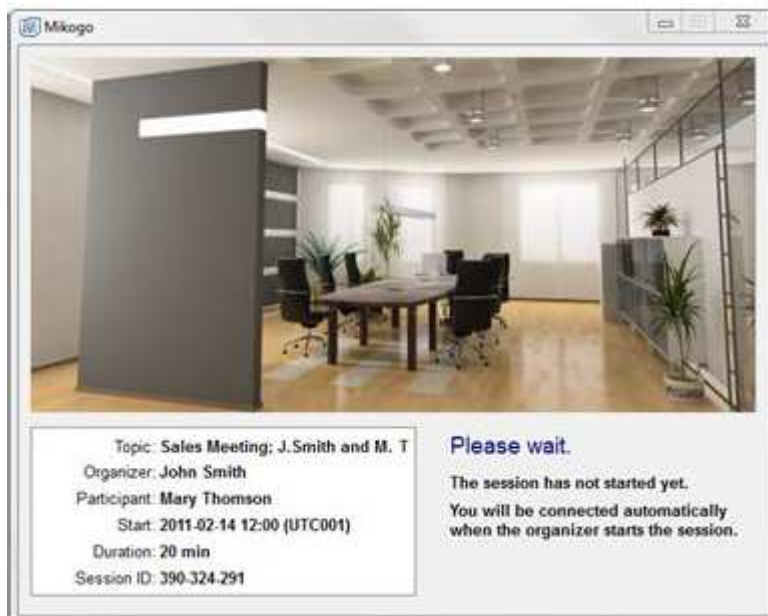 Mikogo
Topic: Sales Meeting; J.Smith and M. T
Organizer: John Smith
Participant: Mary Thomson
Start: 2011-02-14 12:00 (UTC001)
Duration: 20 min
Session ID: 390-324-291
Please wait.
The session has not started yet.
You will be connected automatically
when the organizer starts the session.